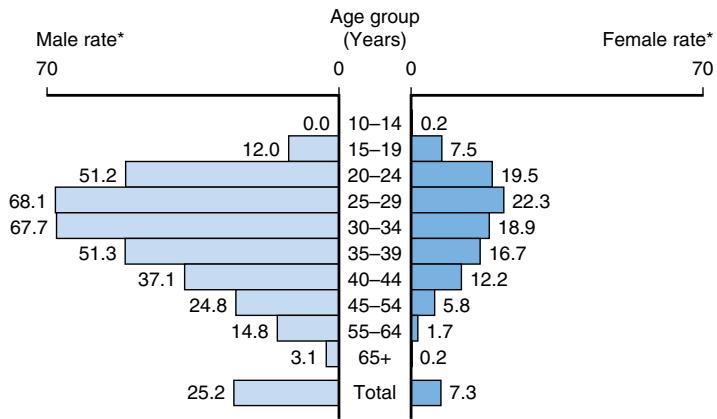 Age group
Male rate* (Years) Female rate*
70 0 0 70
0.0 10–14 0.2
12.0 15–19 7.5
51.2 20–24 19.5
68.1 25–29 22.3
67.7 30–34 18.9
51.3 35–39 16.7
37.1 40–44 12.2
24.8 45–54 5.8
14.8 55–64 1.7
3.1 65+ 0.2
25.2 Total 7.3